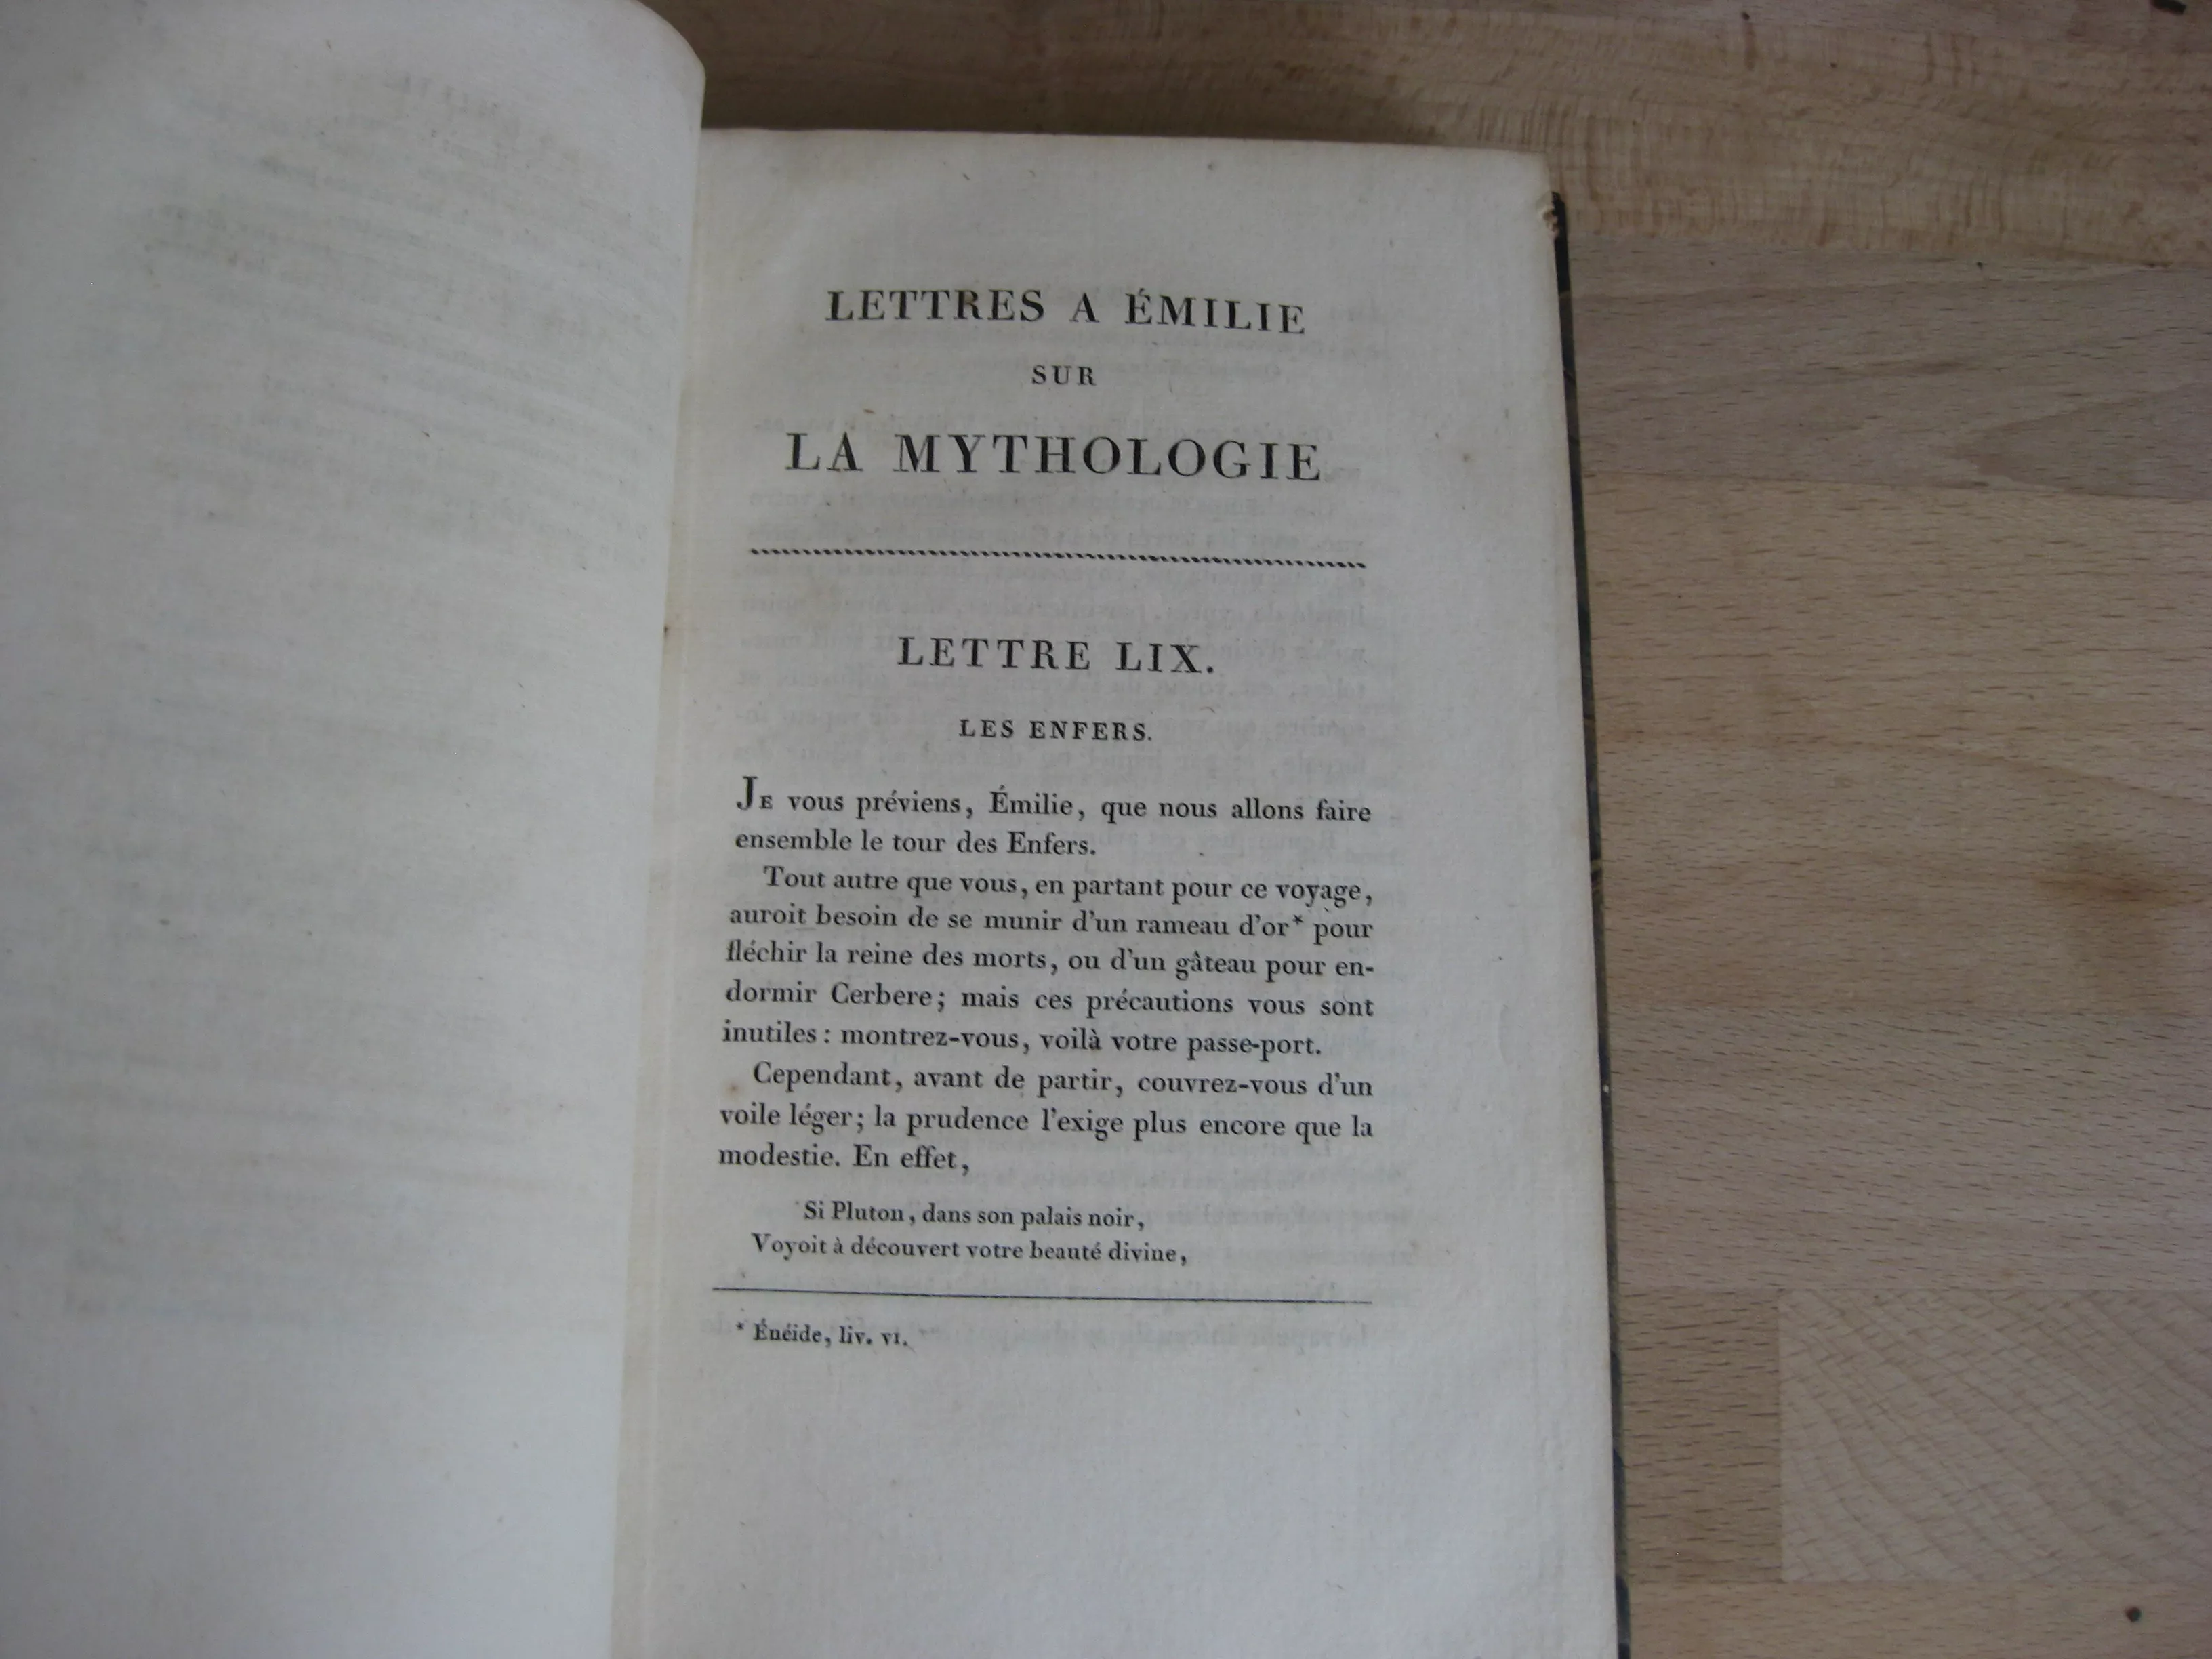 LETTRES A ÉMILIE
SUR
LA MYTHOLOGIE
LETTRE LIX.
LES ENFERS.
JE vous préviens, Émilie, que nous allons faire
ensemble le tour des Enfers.
Tout autre que vous, en partant pour ce voyage,
auroit besoin de se munir d'un rameau d'or* pour
fléchir la reine des morts, ou d'un gâteau pour en-
dormir Cerbere; mais ces précautions vous sont
inutiles: montrez-vous, voilà votre passe-port.
Cependant, avant de partir, couvrez-vous d'un
voile léger; la prudence l'exige plus encore que la
modestie. En effet,
Si Pluton, dans son palais noir,
Voyoit à découvert votre beauté divine,
* Énéide, liv. VI.